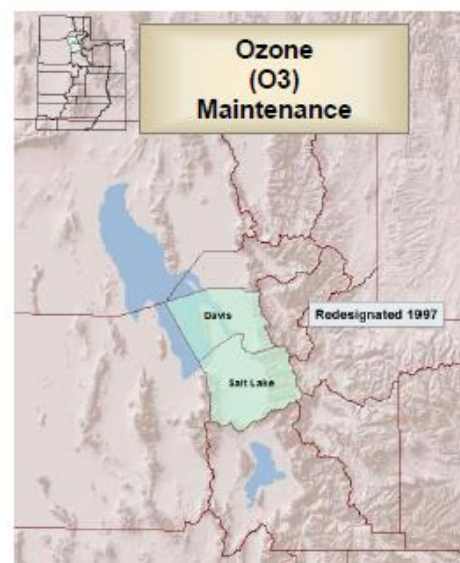 Ozone
(O3)
Maintenance
Davis
Redesignated 1997
Salt Lake